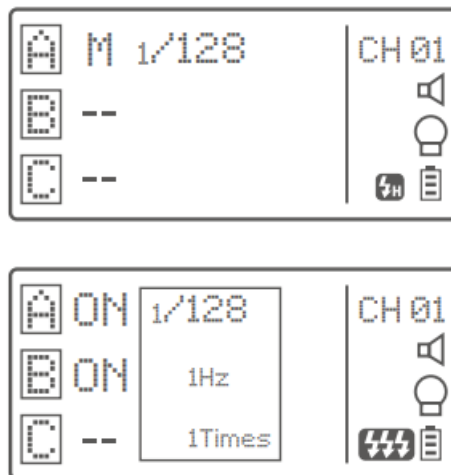 A M 1/128 CH 01
B --
C --
H
A ON 1/128 CH 01
B ON 1Hz
C -- 1Times